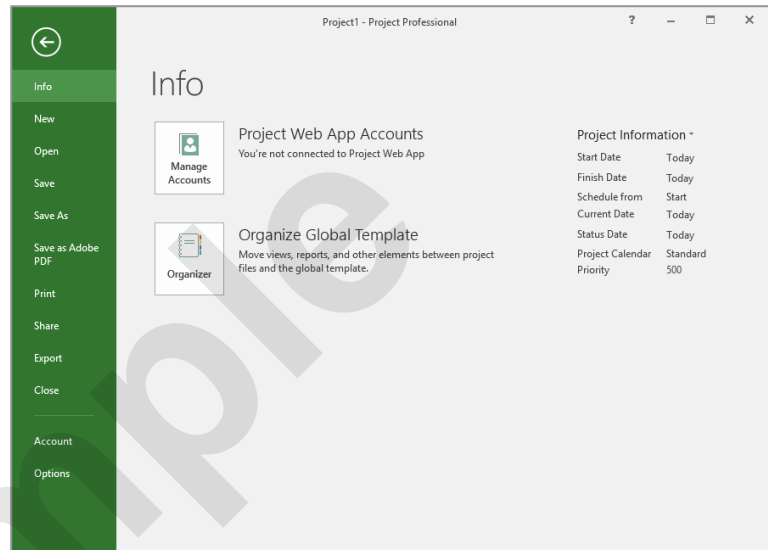 Project1 - Project Professional
?
Info
New
Open
Save
Save As
Save as Adobe
PDF
Print
Share
Export
Close
Account
Options
Info
Manage
Accounts
Project Web App Accounts
You're not connected to Project Web App
Organizer
Organize Global Template
Move views, reports, and other elements between project
files and the global template.
Project Information
Start Date Today
Finish Date Today
Schedule from Start
Current Date Today
Status Date Today
Project Calendar Standard
Priority 500
mple